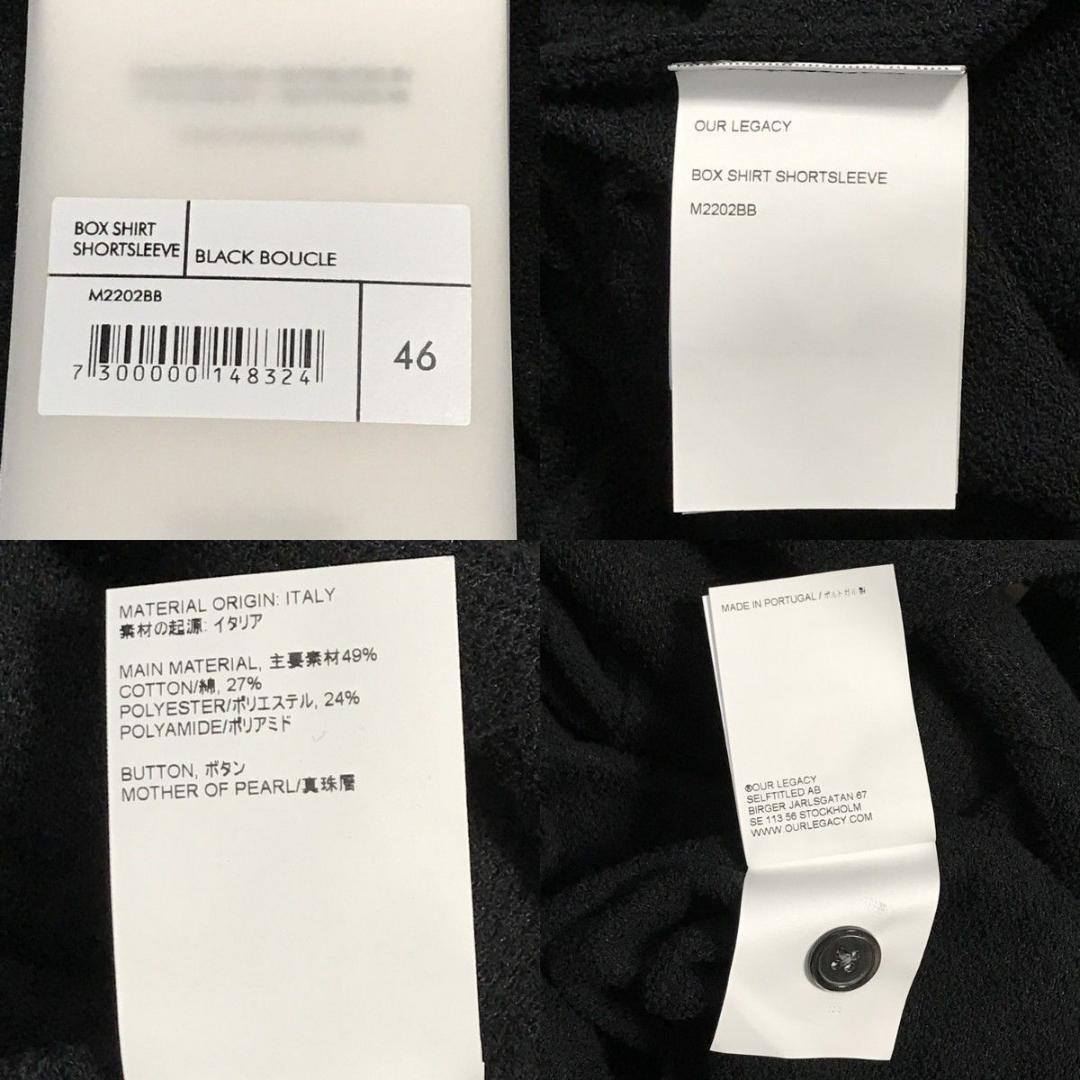 BOX SHIRT
SHORTSLEEVE
BLACK BOUCLE
M2202BB
7 300000 148324
46
OUR LEGACY
BOX SHIRT SHORTSLEEVE
M2202BB
MATERIAL ORIGIN: ITALY
素材の起源: イタリア
MAIN MATERIAL, 主要素材49%
COTTON/綿, 27%
POLYESTER/ポリエステル, 24%
POLYAMIDE/ポリアミド
BUTTON, ボタン
MOTHER OF PEARL/真珠層
MADE IN PORTUGAL / ポルトガル製
®OUR LEGACY
SELFTITLED AB
BIRGER JARLSGATAN 67
SE 113 56 STOCKHOLM
WWW.OURLEGACY.COM